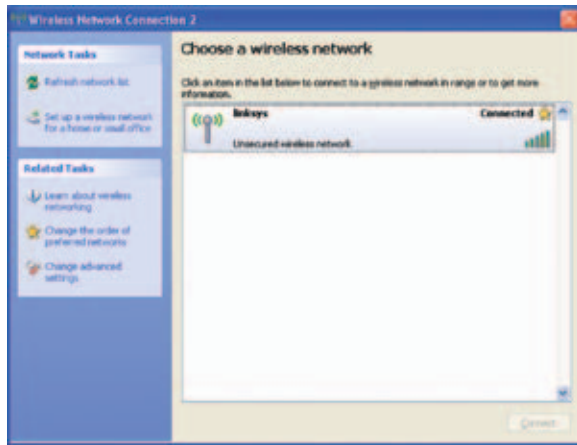 Wireless Network Connection 2
Network Tasks
Refresh network list
Set up a wireless network
for a home or small office
Related Tasks
Learn about wireless
networking
Change the order of
preferred networks
Change advanced
settings
Choose a wireless network
Click an item in the list below to connect to a wireless network in range or to get more
information.
linksys
Connected
Unsecured wireless network
Connect